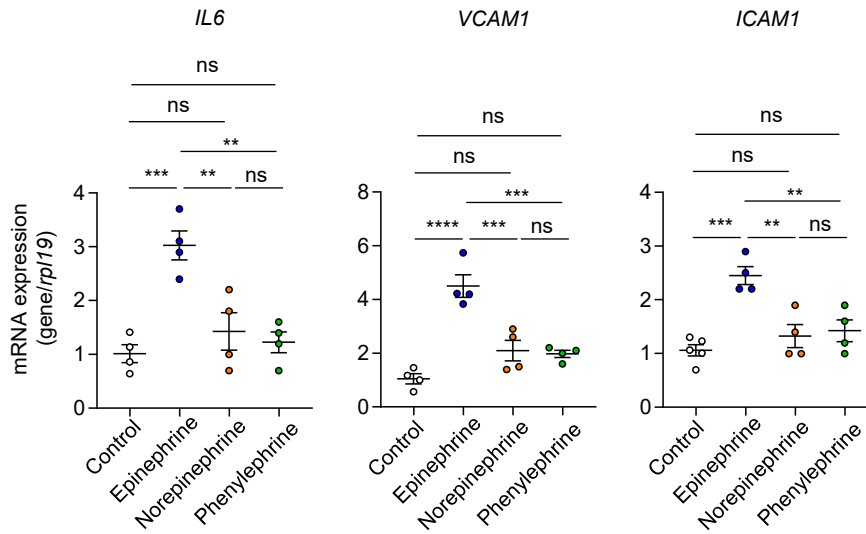 IL6
VCAM1
ICAM1
mRNA expression
(gene/rpl19)
ns
ns
**
***
**
ns
4
3
2
1
0
Control
Epinephrine
Norepinephrine
Phenylephrine
ns
ns
***
****
***
ns
8
6
4
2
0
Control
Epinephrine
Norepinephrine
Phenylephrine
ns
ns
**
***
**
ns
4
3
2
1
0
Control
Epinephrine
Norepinephrine
Phenylephrine